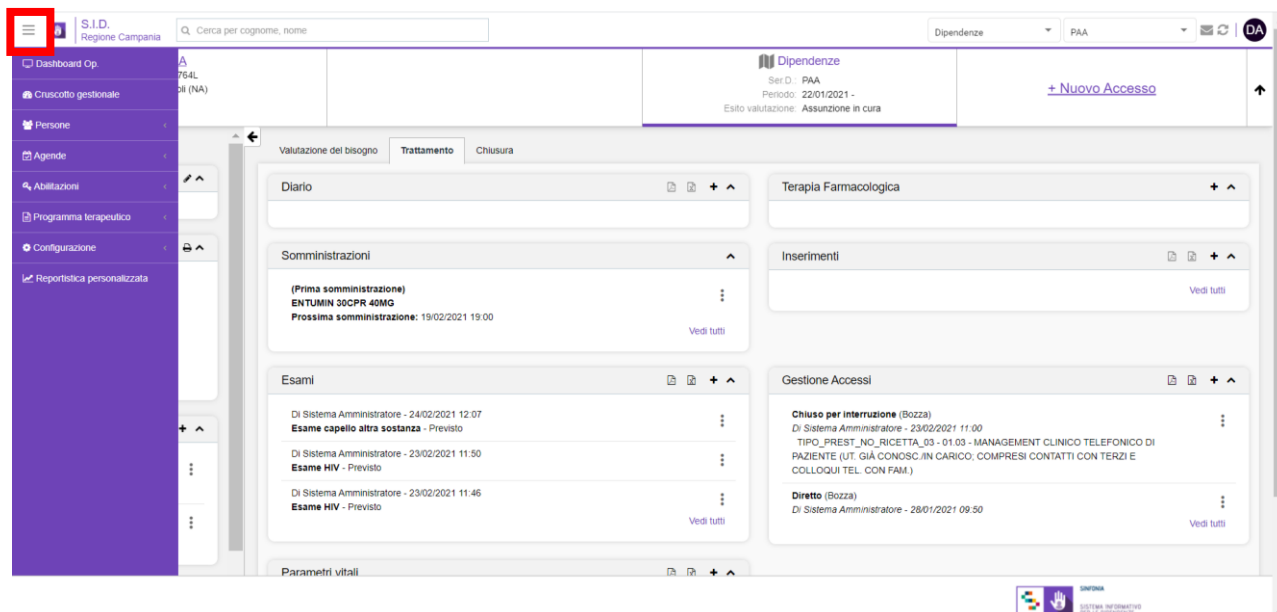 S.I.D.
Regione Campania
Cerca per cognome, nome
Dipendenze
PAA
DA
Dashboard Op.
Cruscotto gestionale
Persone
Agende
Abilitazioni
Programma terapeutico
Configurazione
Reportistica personalizzata
A
764L
oli (NA)
Dipendenze
Ser.D.: PAA
Periodo: 22/01/2021 -
Esito valutazione: Assunzione in cura
+ Nuovo Accesso
Valutazione del bisogno
Trattamento
Chiusura
Diario
Terapia Farmacologica
Somministrazioni
(Prima somministrazione)
ENTUMIN 30CPR 40MG
Prossima somministrazione: 19/02/2021 19:00
Vedi tutti
Inserimenti
Vedi tutti
Esami
Di Sistema Amministratore - 24/02/2021 12:07
Esame capello altra sostanza - Previsto
Di Sistema Amministratore - 23/02/2021 11:50
Esame HIV - Previsto
Di Sistema Amministratore - 23/02/2021 11:46
Esame HIV - Previsto
Vedi tutti
Gestione Accessi
Chiuso per interruzione (Bozza)
Di Sistema Amministratore - 23/02/2021 11:00
TIPO_PREST_NO_RICETTA_03 - 01.03 - MANAGEMENT CLINICO TELEFONICO DI
PAZIENTE (UT. GIÀ CONOSC./IN CARICO; COMPRESI CONTATTI CON TERZI E
COLLOQUI TEL. CON FAM.)
Diretto (Bozza)
Di Sistema Amministratore - 28/01/2021 09:50
Vedi tutti
Parametri vitali
SINFONIA
SISTEMA INFORMATIVO